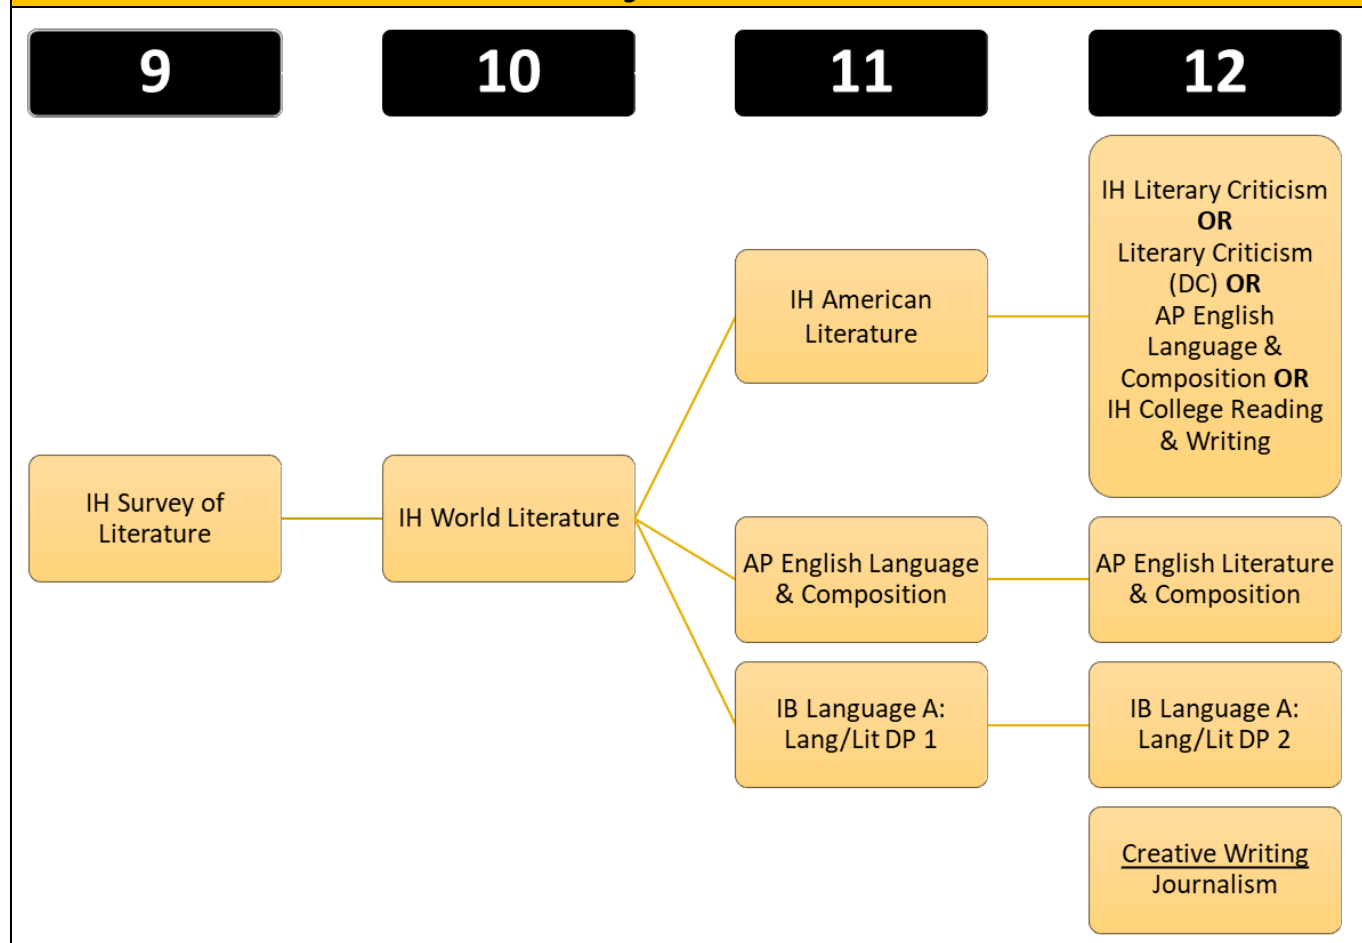 9
10
11
12
IH Survey of
Literature
IH World Literature
IH American
Literature
AP English Language
& Composition
IB Language A:
Lang/Lit DP 1
IH Literary Criticism
OR
Literary Criticism
(DC) OR
AP English
Language &
Composition OR
IH College Reading
& Writing
AP English Literature
& Composition
IB Language A:
Lang/Lit DP 2
Creative Writing
Journalism